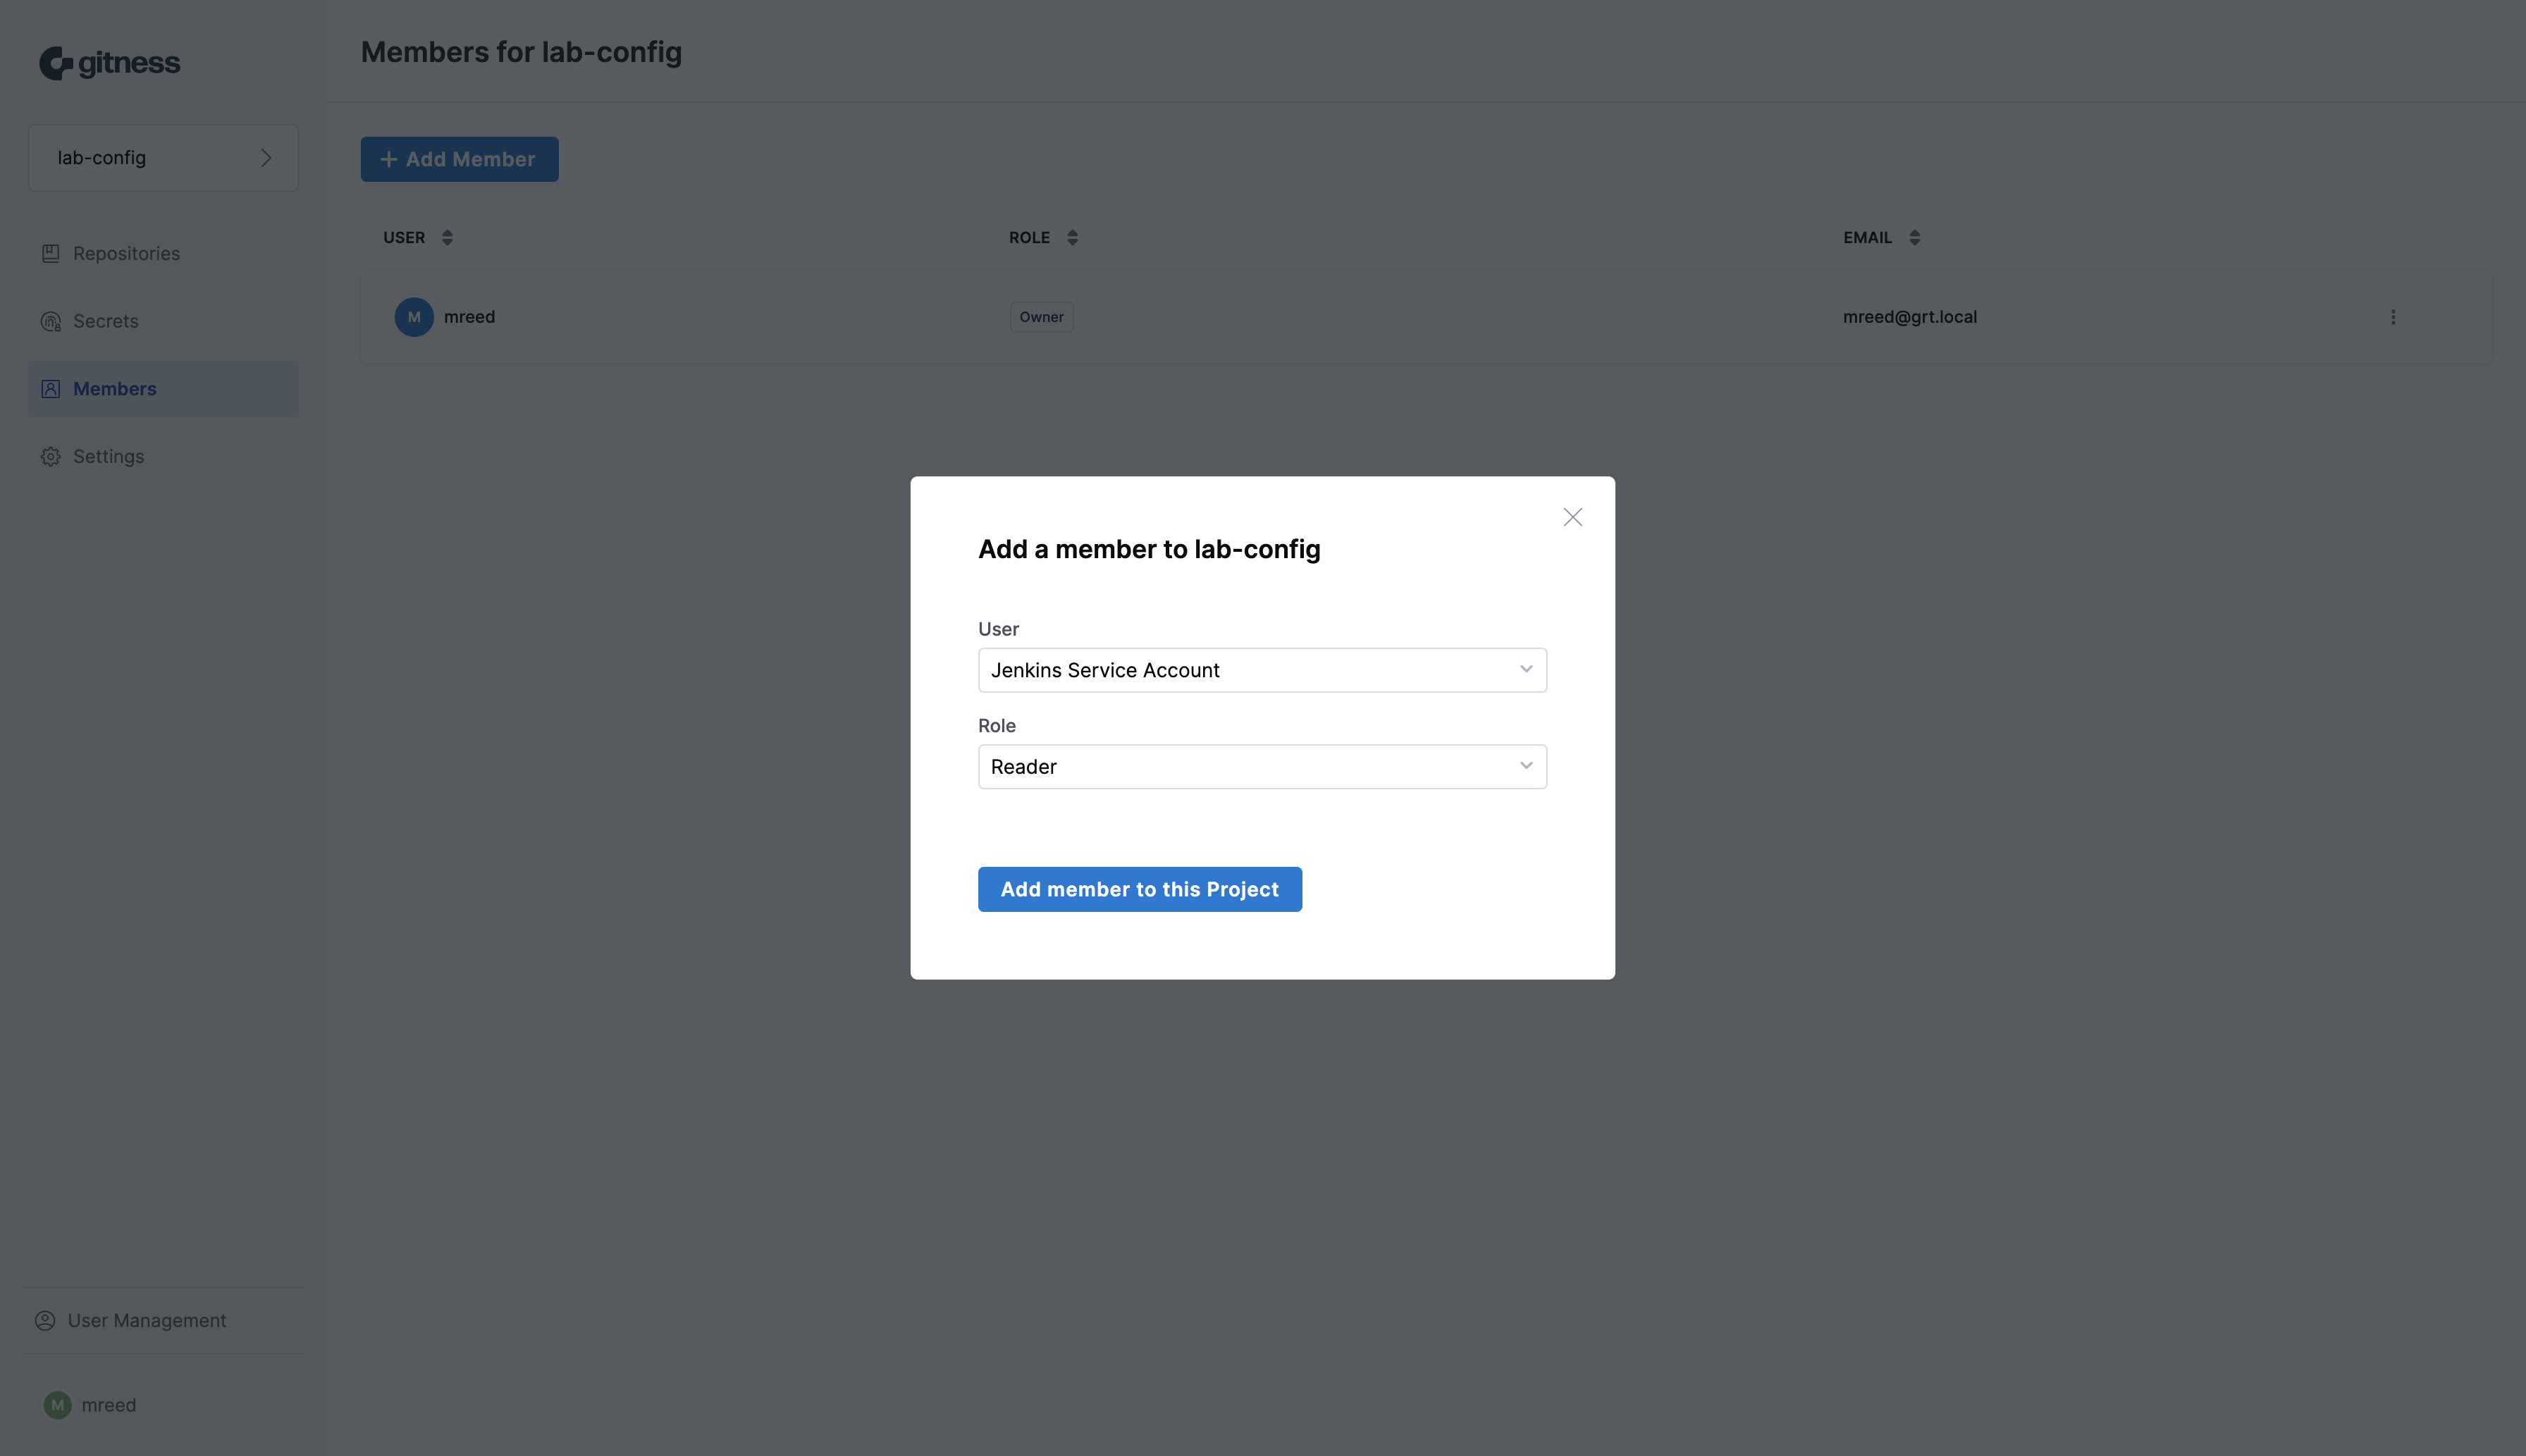 gitness
lab-config
Repositories
Secrets
Members
Settings
User Management
M mreed
Members for lab-config
+ Add Member
USER ROLE EMAIL
M mreed Owner mreed@grt.local
Add a member to lab-config
User
Jenkins Service Account
Role
Reader
Add member to this Project